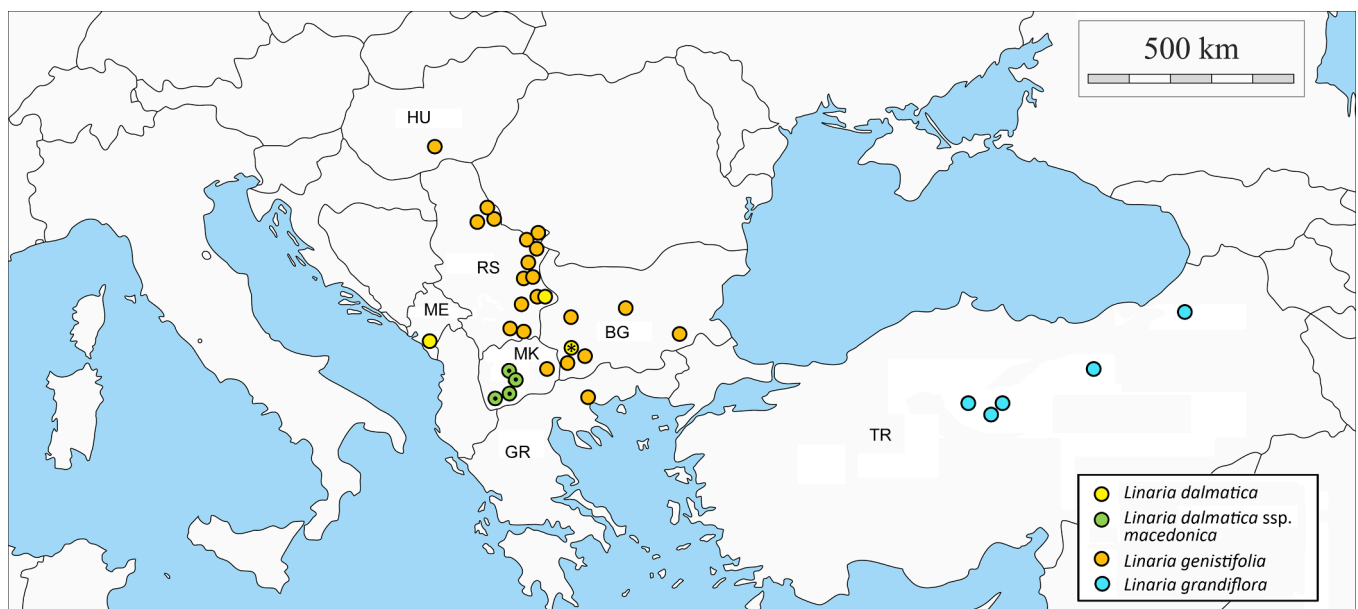 500 km
HU
RS
ME
BG
MK
GR
TR
*
Linaria dalmatica
Linaria dalmatica ssp.
macedonica
Linaria genistifolia
Linaria grandiflora